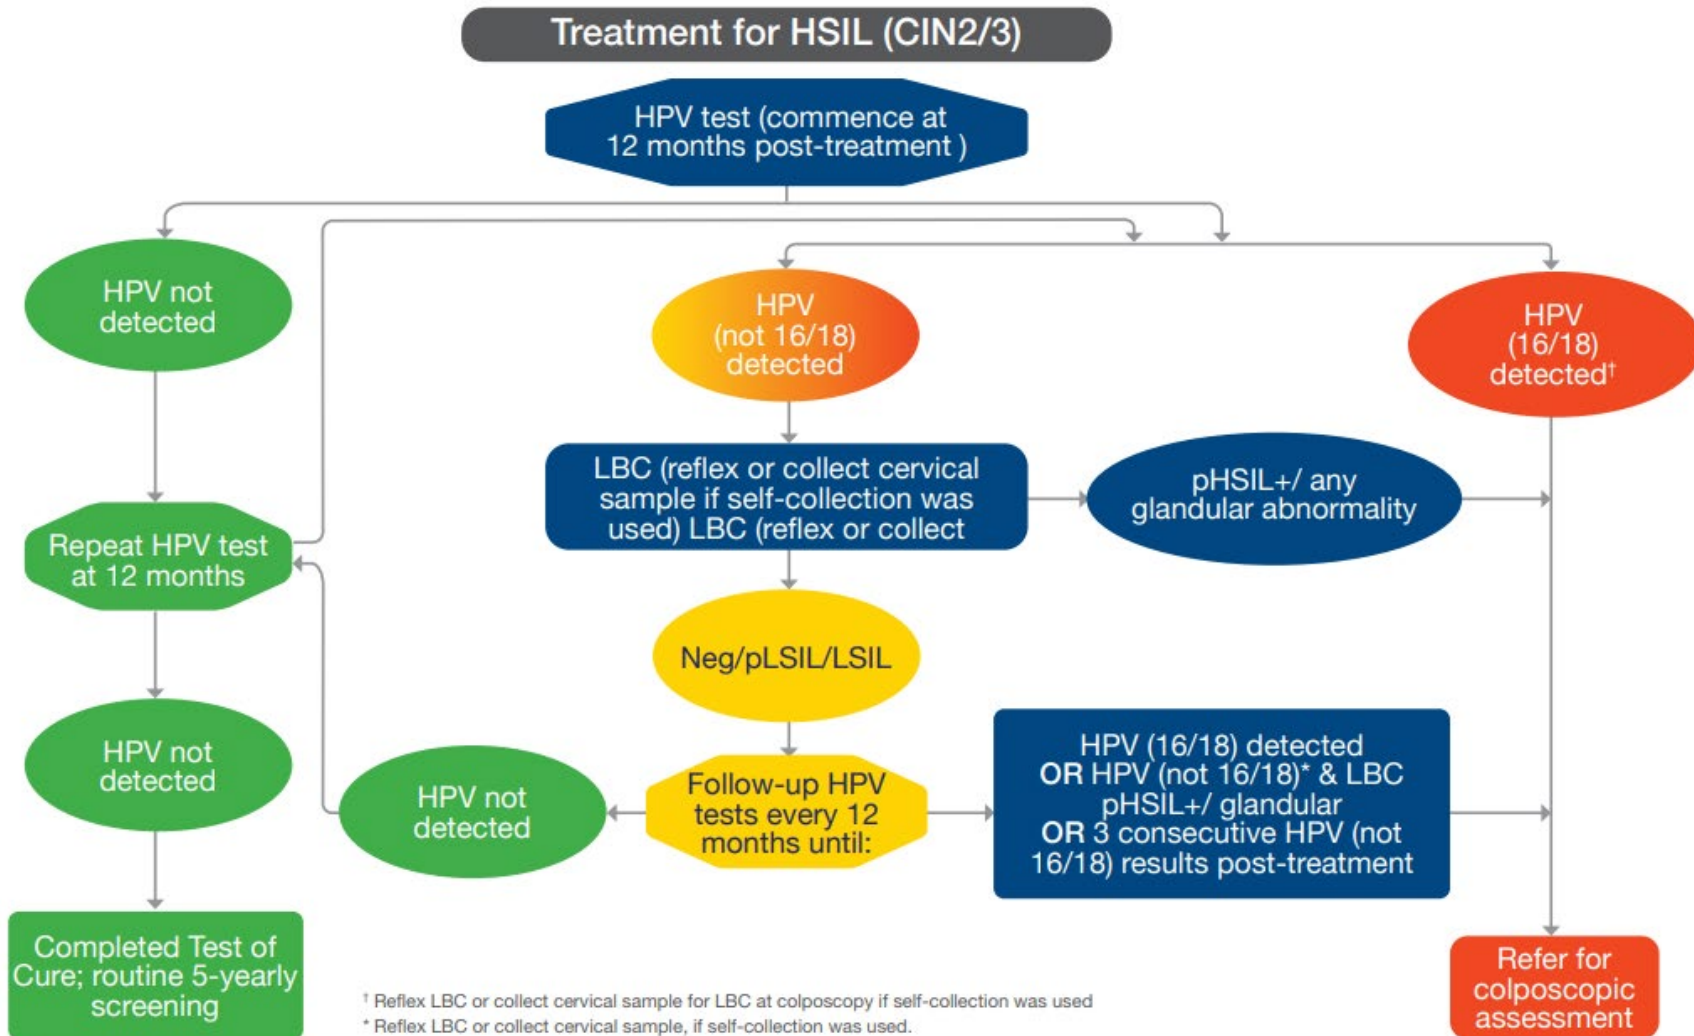 Treatment for HSIL (CIN2/3)
HPV test (commence at
12 months post-treatment )
HPV not
detected
HPV
(not 16/18)
detected
HPV
(16/18)
detected†
LBC (reflex or collect cervical
sample if self-collection was
used) LBC (reflex or collect
pHSIL+/ any
glandular abnormality
Repeat HPV test
at 12 months
Neg/pLSIL/LSIL
HPV not
detected
HPV not
detected
Follow-up HPV
tests every 12
months until:
HPV (16/18) detected
OR HPV (not 16/18)* & LBC
pHSIL+/ glandular
OR 3 consecutive HPV (not
16/18) results post-treatment
Completed Test of
Cure; routine 5-yearly
screening
Refer for
colposcopic
assessment
† Reflex LBC or collect cervical sample for LBC at colposcopy if self-collection was used
* Reflex LBC or collect cervical sample, if self-collection was used.